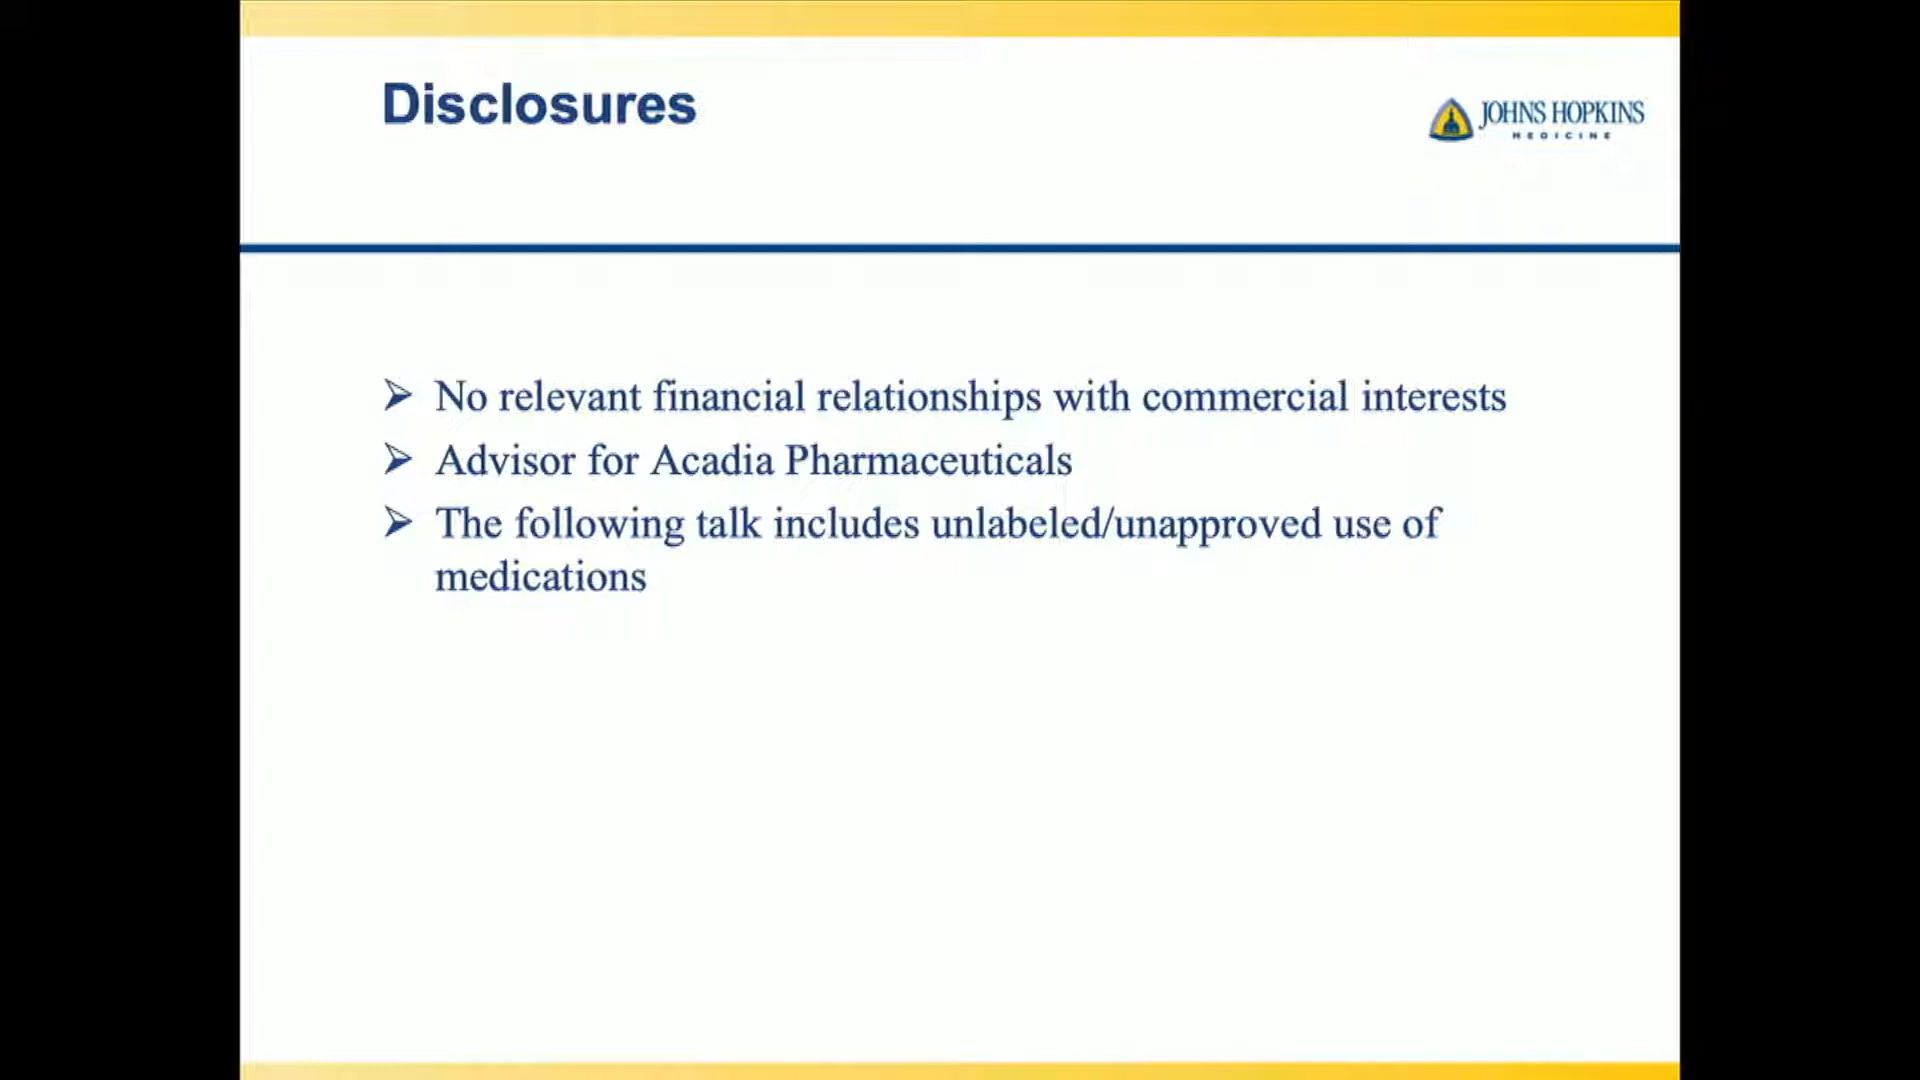 Disclosures
JOHNS HOPKINS
MEDICINE
No relevant financial relationships with commercial interests
Advisor for Acadia Pharmaceuticals
The following talk includes unlabeled/unapproved use of
medications